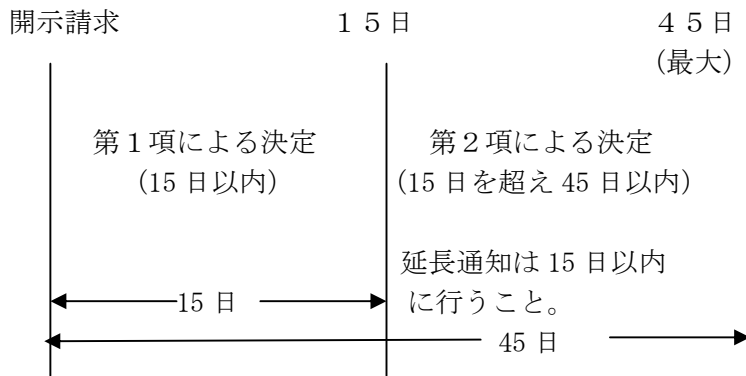 開示請求
１５日
４５日
(最大)
第１項による決定
(15 日以内)
第２項による決定
(15 日を超え 45 日以内)
延長通知は 15 日以内
に行うこと。
15 日
45 日